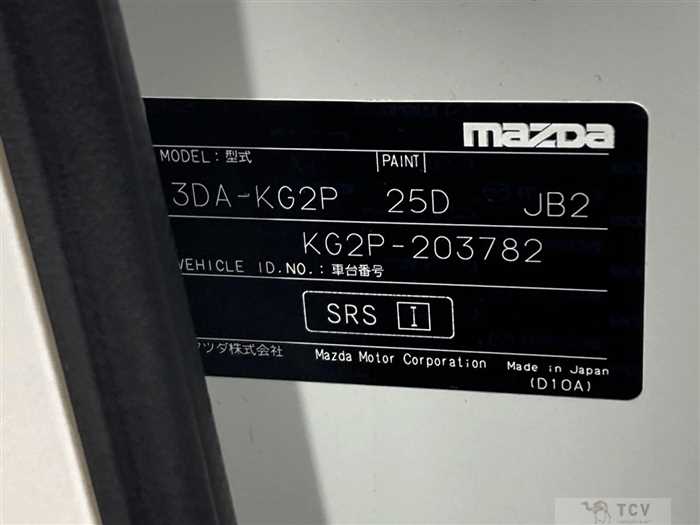 mazda
MODEL:型式 PAINT
3DA-KG2P 25D JB2
KG2P-203782
VEHICLE ID.NO.:車台番号
SRS I
マツダ株式会社 Mazda Motor Corporation Made in Japan
(D10A)
TCV